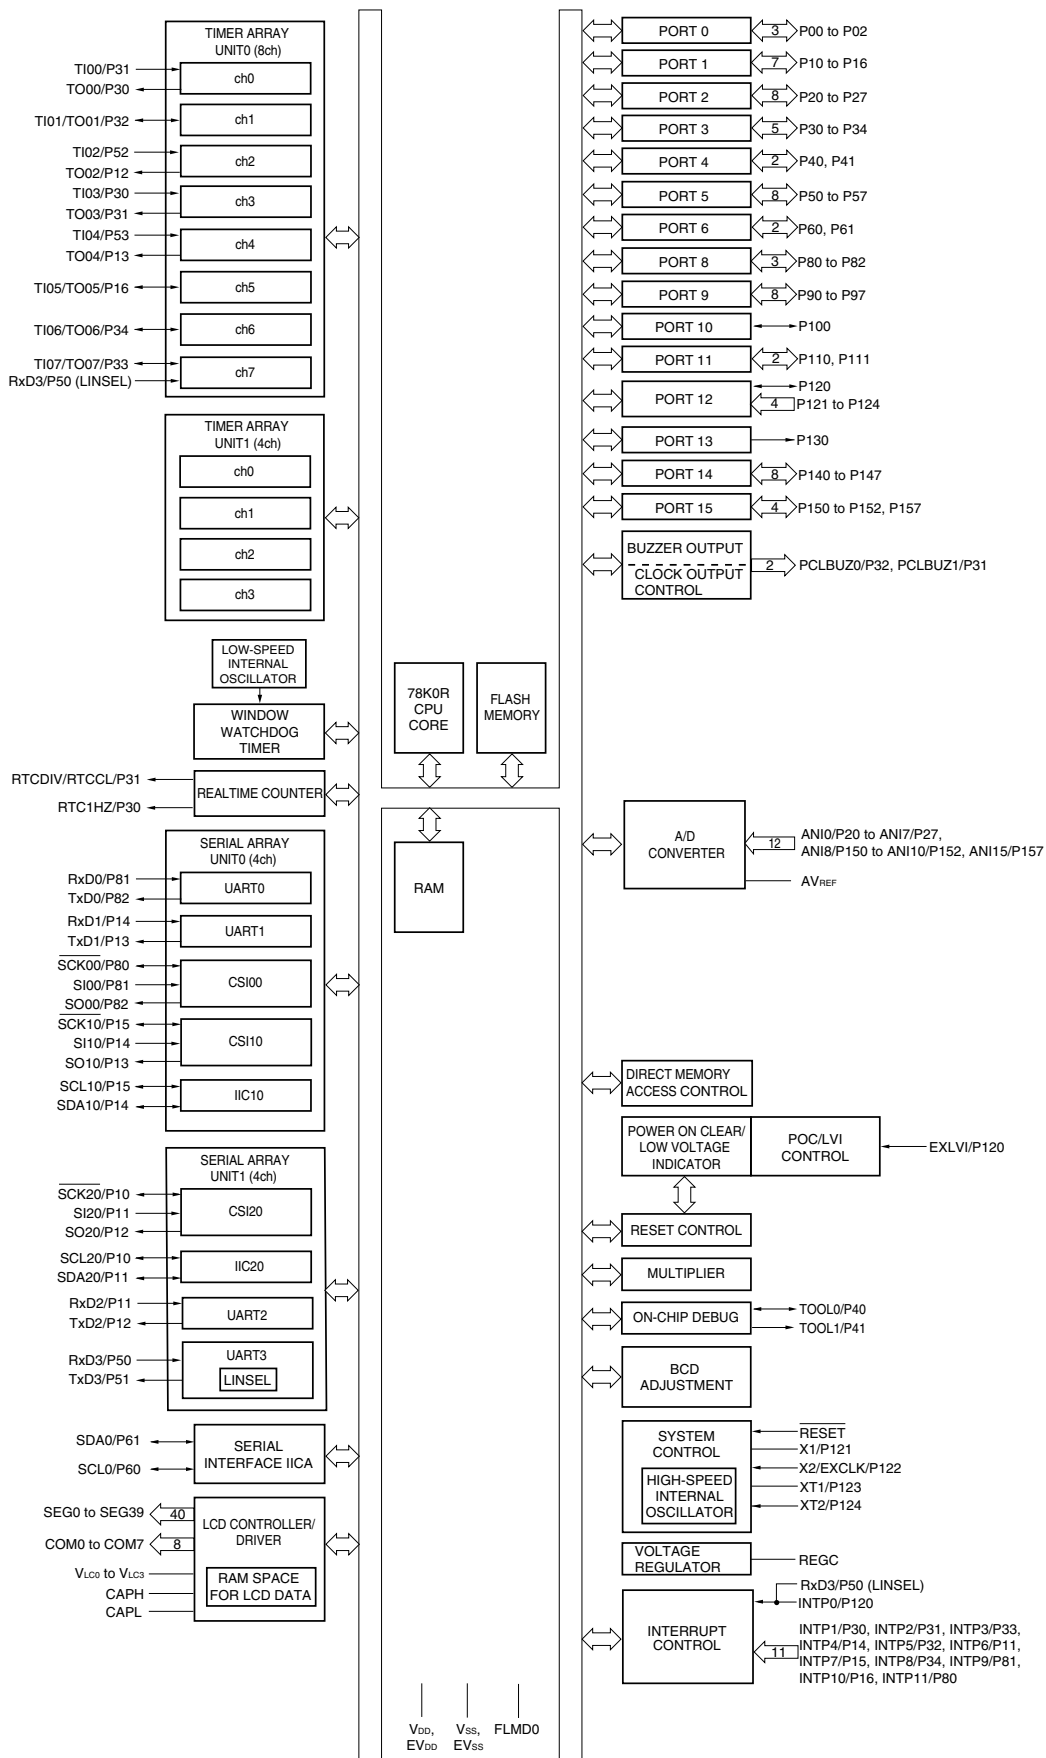 TIMER ARRAY
UNIT0 (8ch)
TI00/P31
TO00/P30
ch0
TI01/TO01/P32
ch1
TI02/P52
TO02/P12
ch2
TI03/P30
TO03/P31
ch3
TI04/P53
TO04/P13
ch4
TI05/TO05/P16
ch5
TI06/TO06/P34
ch6
TI07/TO07/P33
RxD3/P50 (LINSEL)
ch7
TIMER ARRAY
UNIT1 (4ch)
ch0
ch1
ch2
ch3
LOW-SPEED
INTERNAL
OSCILLATOR
WINDOW
WATCHDOG
TIMER
RTCDIV/RTCCL/P31
RTC1HZ/P30
REALTIME COUNTER
SERIAL ARRAY
UNIT0 (4ch)
RxD0/P81
TxD0/P82
UART0
RxD1/P14
TxD1/P13
UART1
SCK00/P80
SI00/P81
SO00/P82
CSI00
SCK10/P15
SI10/P14
SO10/P13
CSI10
SCL10/P15
SDA10/P14
IIC10
SERIAL ARRAY
UNIT1 (4ch)
SCK20/P10
SI20/P11
SO20/P12
CSI20
SCL20/P10
SDA20/P11
IIC20
RxD2/P11
TxD2/P12
UART2
RxD3/P50
TxD3/P51
UART3
LINSEL
SDA0/P61
SCL0/P60
SERIAL
INTERFACE IICA
SEG0 to SEG39
40
COM0 to COM7
8
VLC0 to VLC3
CAPH
CAPL
LCD CONTROLLER/
DRIVER
RAM SPACE
FOR LCD DATA
78K0R
CPU
CORE
FLASH
MEMORY
RAM
VDD,
EVDD
VSS,
EVSS
FLMD0
PORT 0
3
P00 to P02
PORT 1
7
P10 to P16
PORT 2
8
P20 to P27
PORT 3
5
P30 to P34
PORT 4
2
P40, P41
PORT 5
8
P50 to P57
PORT 6
2
P60, P61
PORT 8
3
P80 to P82
PORT 9
8
P90 to P97
PORT 10
P100
PORT 11
2
P110, P111
PORT 12
P120
4
P121 to P124
PORT 13
P130
PORT 14
8
P140 to P147
PORT 15
4
P150 to P152, P157
BUZZER OUTPUT
CLOCK OUTPUT
CONTROL
2
PCLBUZ0/P32, PCLBUZ1/P31
A/D
CONVERTER
12
ANI0/P20 to ANI7/P27,
ANI8/P150 to ANI10/P152, ANI15/P157
AVREF
DIRECT MEMORY
ACCESS CONTROL
POWER ON CLEAR/
LOW VOLTAGE
INDICATOR
POC/LVI
CONTROL
EXLVI/P120
RESET CONTROL
MULTIPLIER
ON-CHIP DEBUG
TOOL0/P40
TOOL1/P41
BCD
ADJUSTMENT
SYSTEM
CONTROL
HIGH-SPEED
INTERNAL
OSCILLATOR
RESET
X1/P121
X2/EXCLK/P122
XT1/P123
XT2/P124
VOLTAGE
REGULATOR
REGC
INTERRUPT
CONTROL
RxD3/P50 (LINSEL)
INTP0/P120
11
INTP1/P30, INTP2/P31, INTP3/P33,
INTP4/P14, INTP5/P32, INTP6/P11,
INTP7/P15, INTP8/P34, INTP9/P81,
INTP10/P16, INTP11/P80